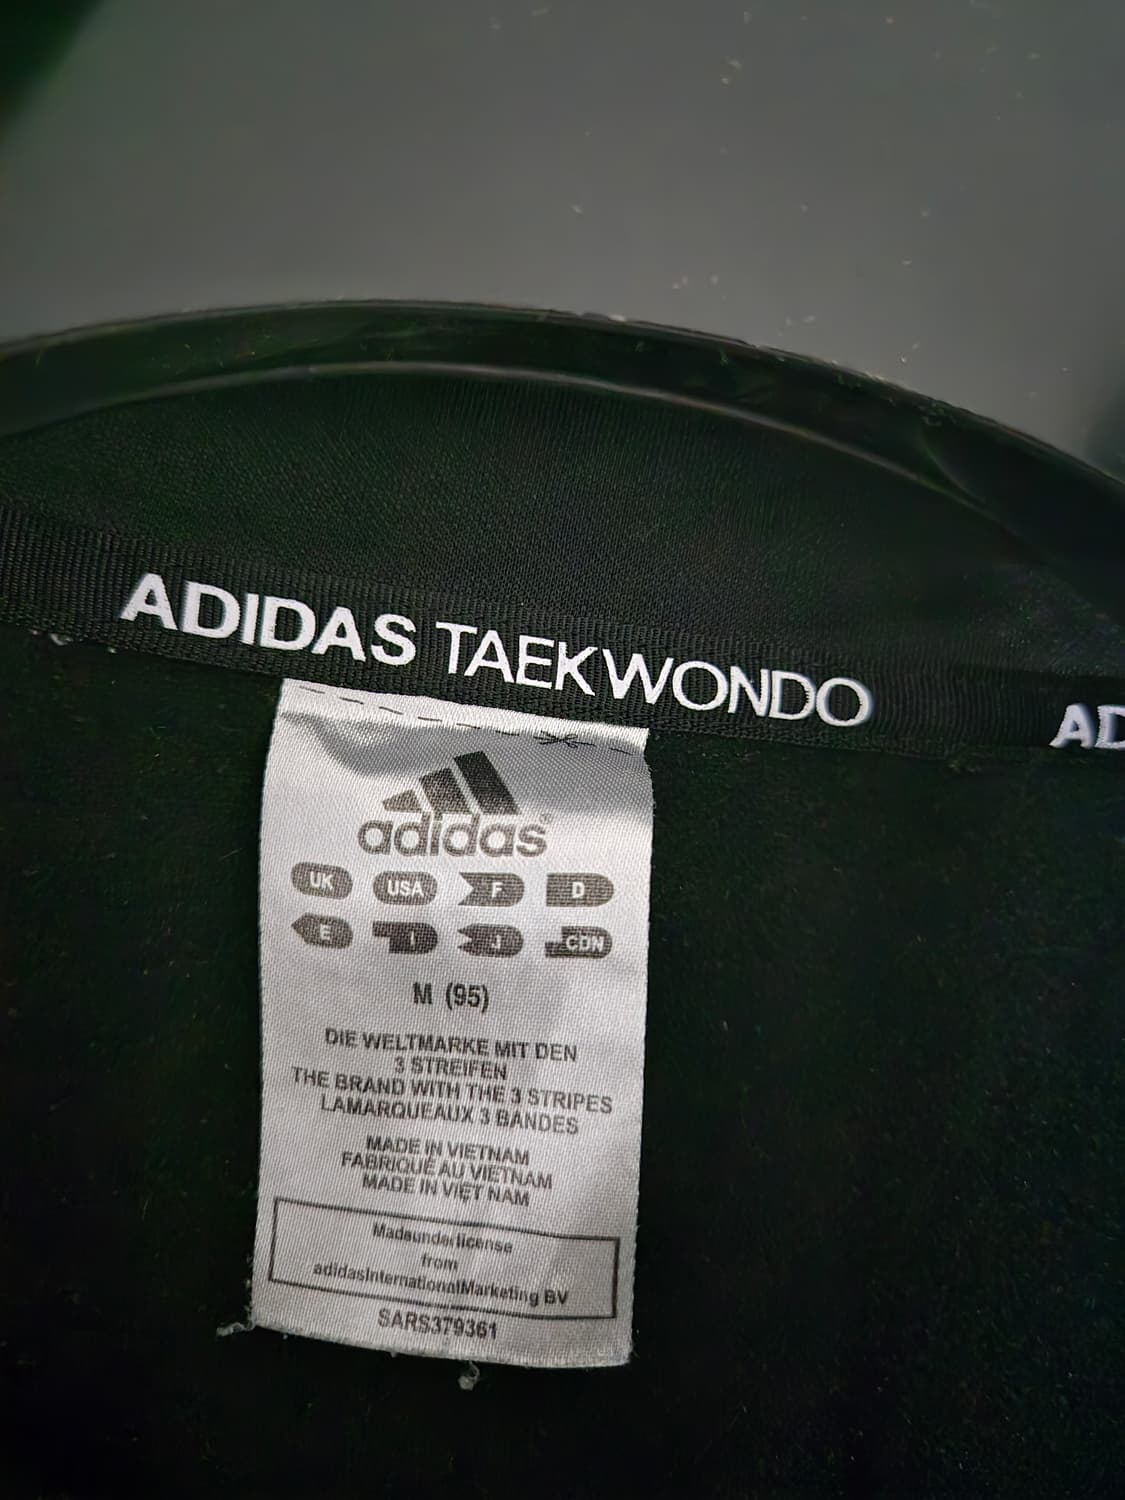 ADIDAS TAEKWONDO AD
adidas®
UK USA F D
E I J CDN
M (95)
DIE WELTMARKE MIT DEN
3 STREIFEN
THE BRAND WITH THE 3 STRIPES
LAMARQUEAUX 3 BANDES
MADE IN VIETNAM
FABRIQUÉ AU VIETNAM
MADE IN VIỆT NAM
Madeunderlicense
from
adidasInternationalMarketing BV
SARS379361